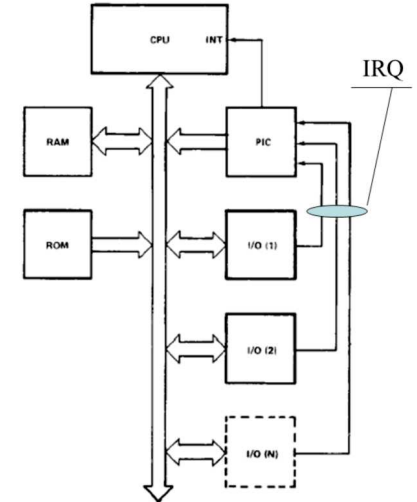 CPU INT
IRQ
RAM
PIC
ROM
I/O (1)
I/O (2)
I/O (N)